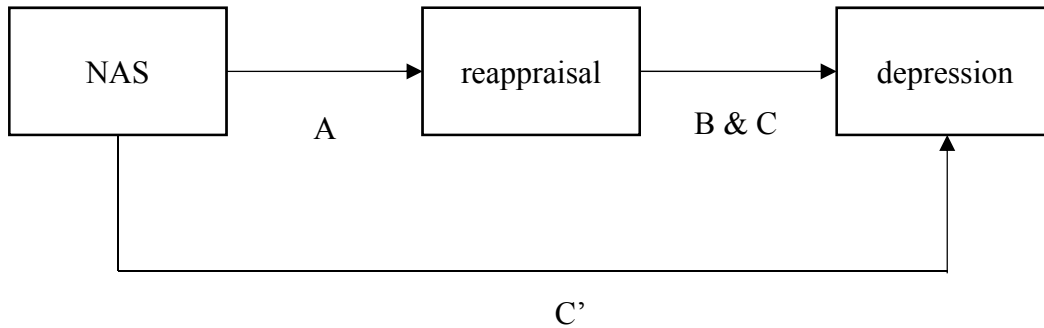 NAS
reappraisal
depression
A
B & C
C’